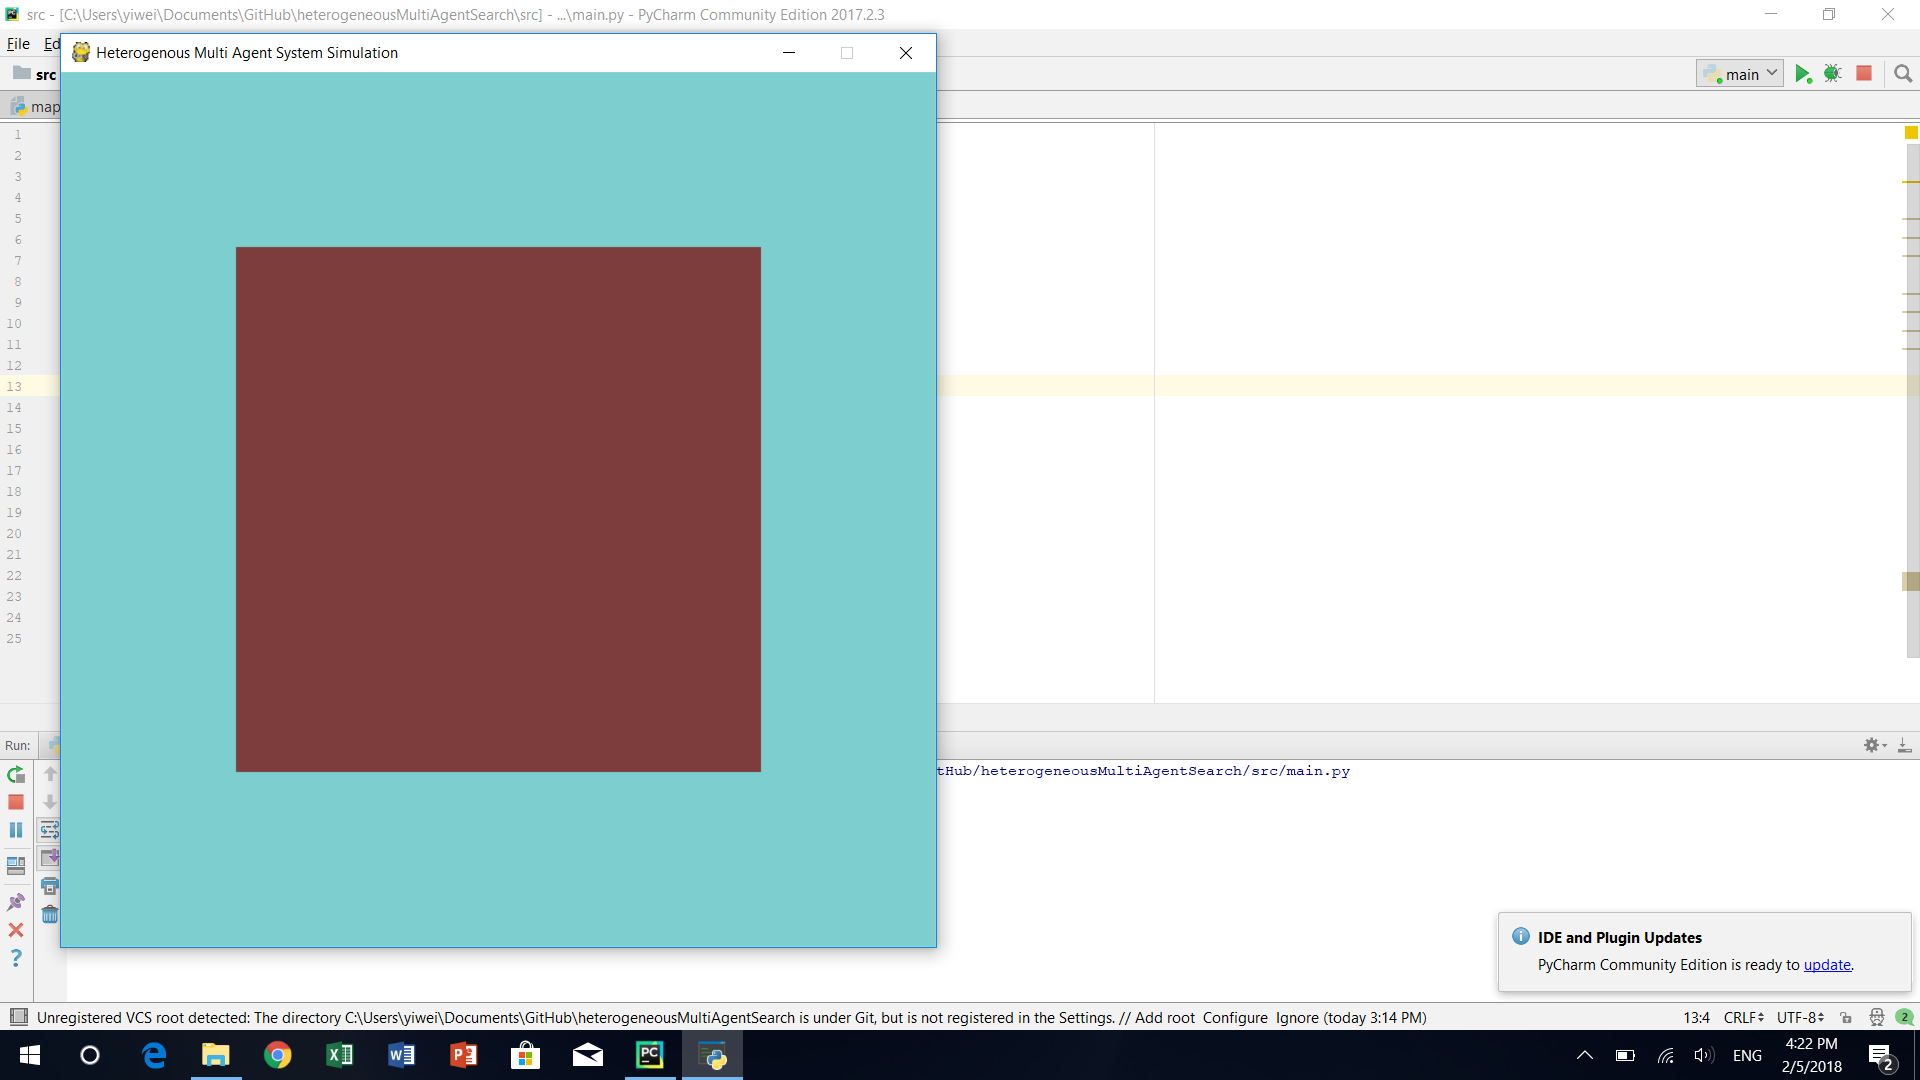 src - [C:\Users\yiwei\Documents\GitHub\heterogeneousMultiAgentSearch\src] - ...\main.py - PyCharm Community Edition 2017.2.3
File Ed
Heterogenous Multi Agent System Simulation
src
main
map
1
2
3
4
5
6
7
8
9
10
11
12
13
14
15
16
17
18
19
20
21
22
23
24
25
Run:
tHub/heterogeneousMultiAgentSearch/src/main.py
IDE and Plugin Updates
PyCharm Community Edition is ready to update.
Unregistered VCS root detected: The directory C:\Users\yiwei\Documents\GitHub\heterogeneousMultiAgentSearch is under Git, but is not registered in the Settings. // Add root Configure Ignore (today 3:14 PM)
13:4 CRLF UTF-8 2
ENG
4:22 PM
2/5/2018
2